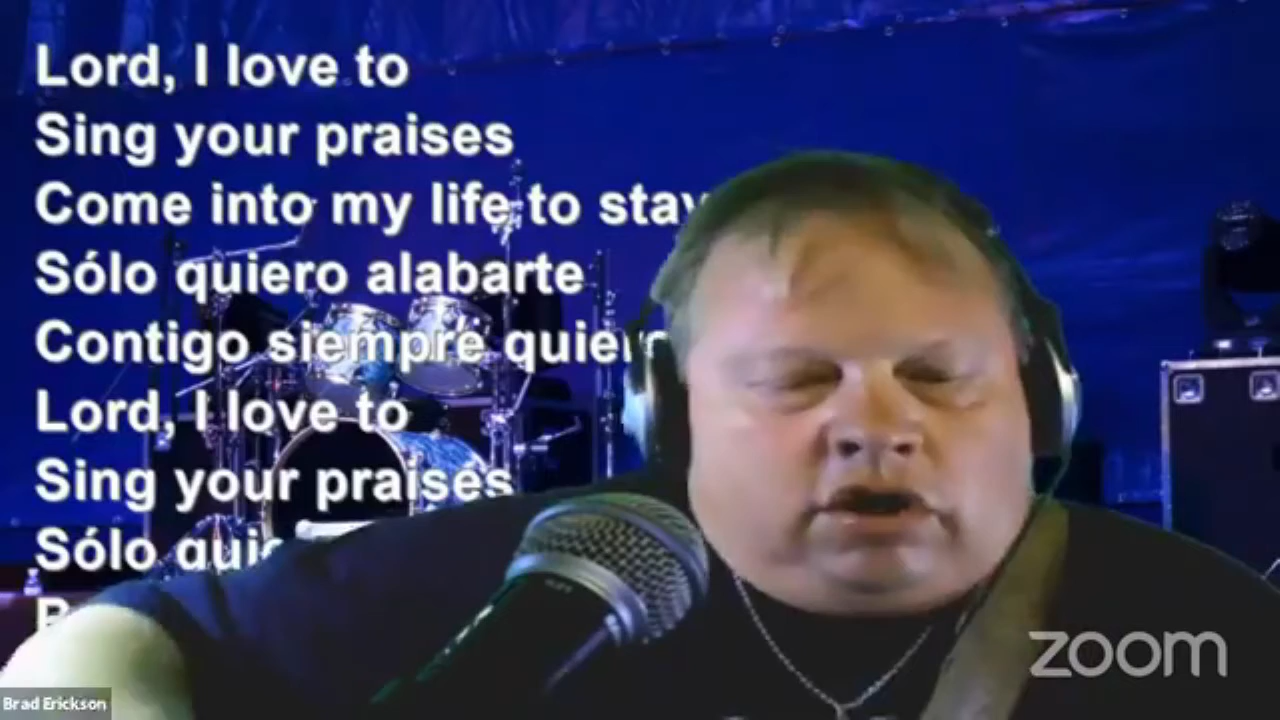 Lord, I love to
Sing your praises
Come into my life to stay
Sólo quiero alabarte
Contigo siempre
Lord, I love to
Sing your praises
Sólo
zoom
Brad Erickson